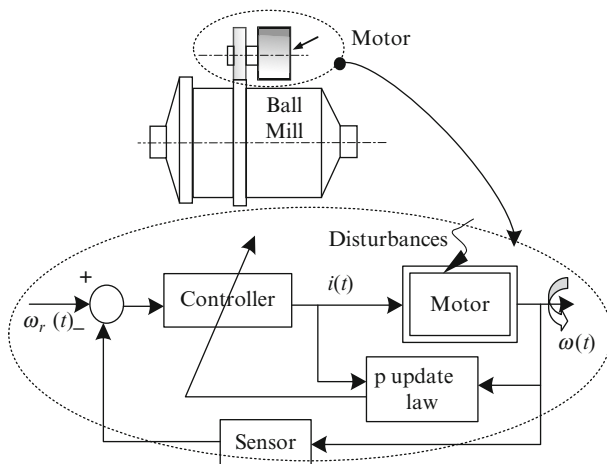 Motor
Ball
Mill
Disturbances
+
Controller
i(t)
Motor
ω_r (t)
−
ω(t)
p update
law
Sensor